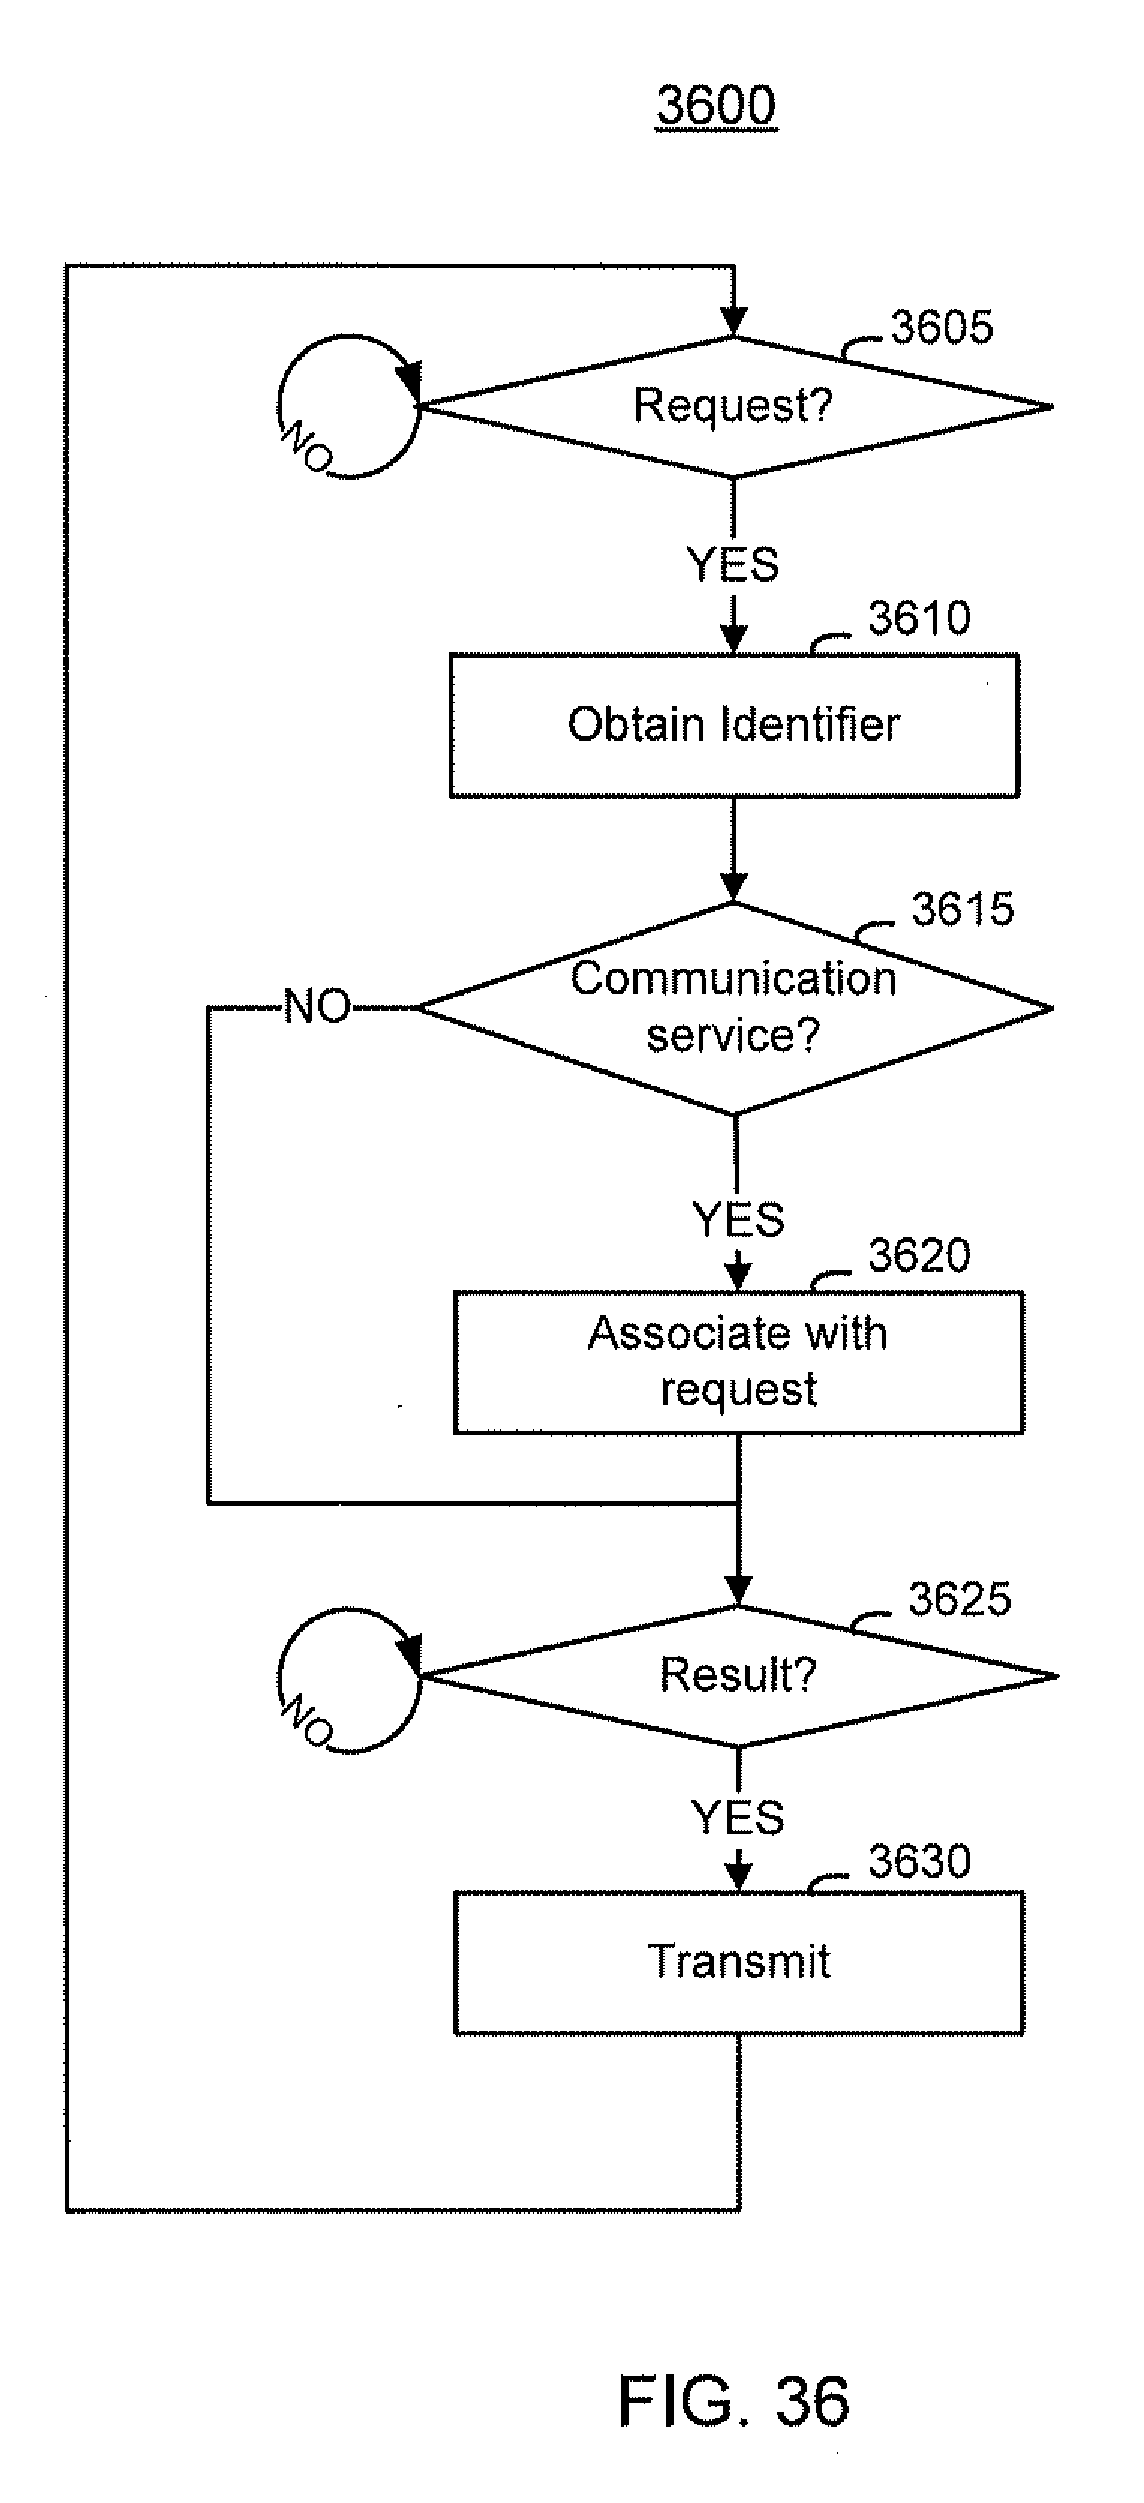 3600
3605
Request?
NO
YES
3610
Obtain Identifier
3615
Communication
service?
NO
YES
3620
Associate with
request
3625
Result?
NO
YES
3630
Transmit
FIG. 36